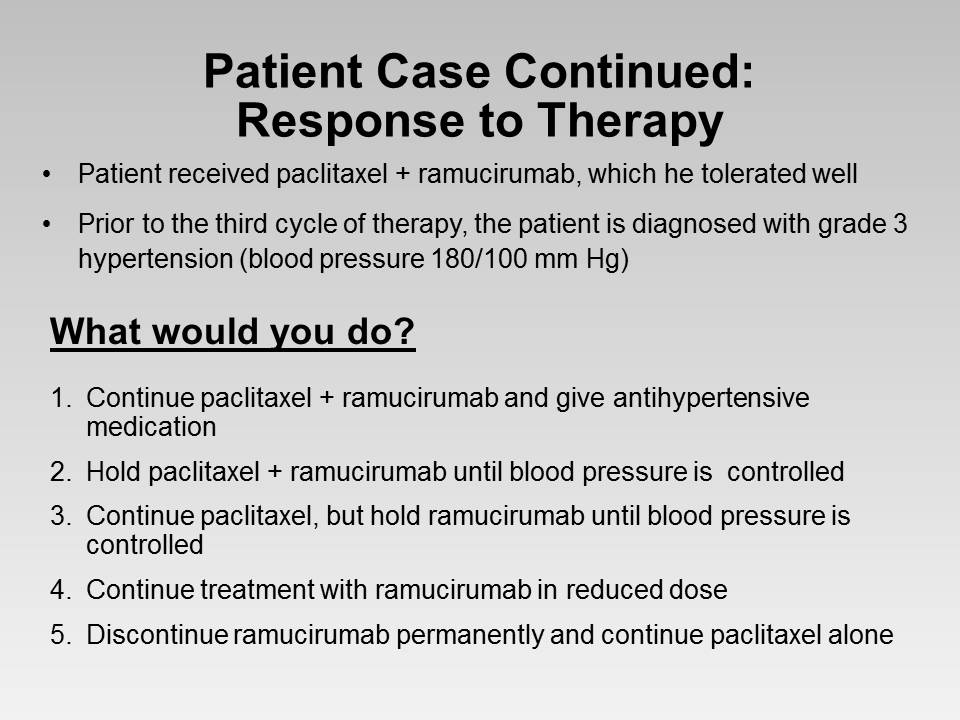 Patient Case Continued:
Response to Therapy
• Patient received paclitaxel + ramucirumab, which he tolerated well
• Prior to the third cycle of therapy, the patient is diagnosed with grade 3
hypertension (blood pressure 180/100 mm Hg)
What would you do?
1. Continue paclitaxel + ramucirumab and give antihypertensive
medication
2. Hold paclitaxel + ramucirumab until blood pressure is  controlled
3. Continue paclitaxel, but hold ramucirumab until blood pressure is
controlled
4. Continue treatment with ramucirumab in reduced dose
5. Discontinue ramucirumab permanently and continue paclitaxel alone